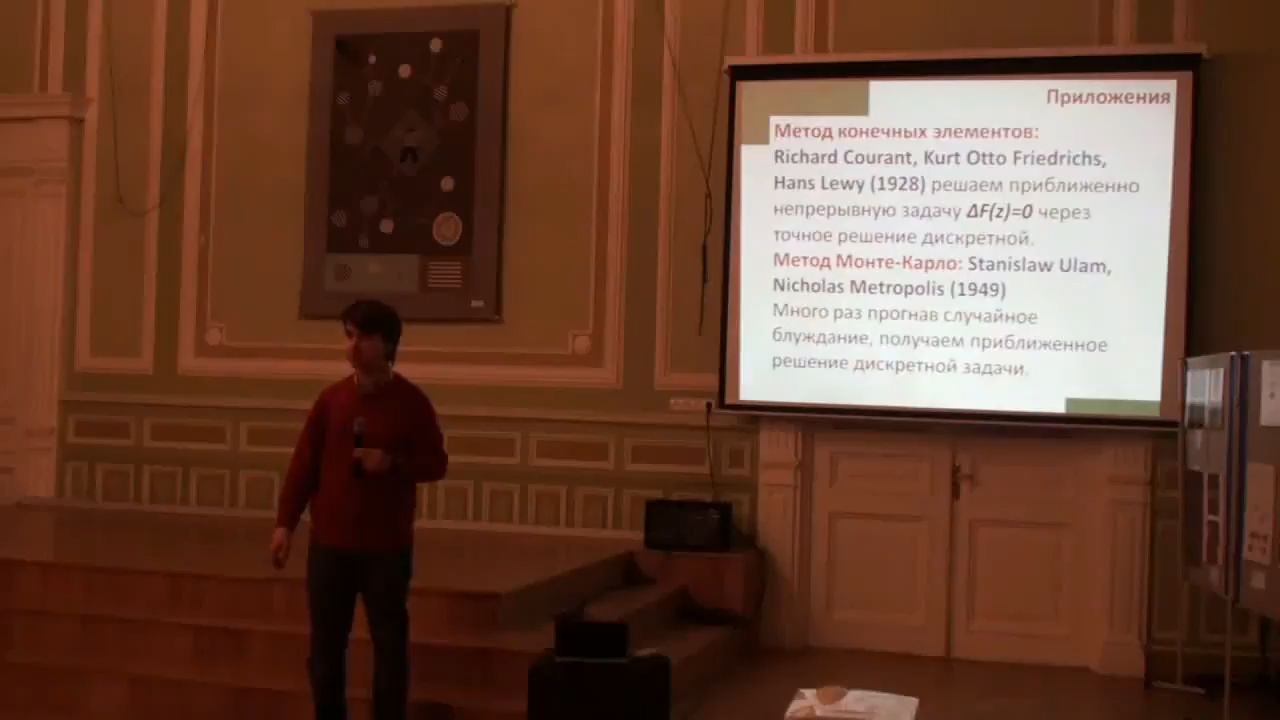 Приложения
Метод конечных элементов:
Richard Courant, Kurt Otto Friedrichs,
Hans Lewy (1928) решаем приближенно
непрерывную задачу ΔF(z)=0 через
точное решение дискретной.
Метод Монте-Карло: Stanislaw Ulam,
Nicholas Metropolis (1949)
Много раз прогнав случайное
блуждание, получаем приближенное
решение дискретной задачи.